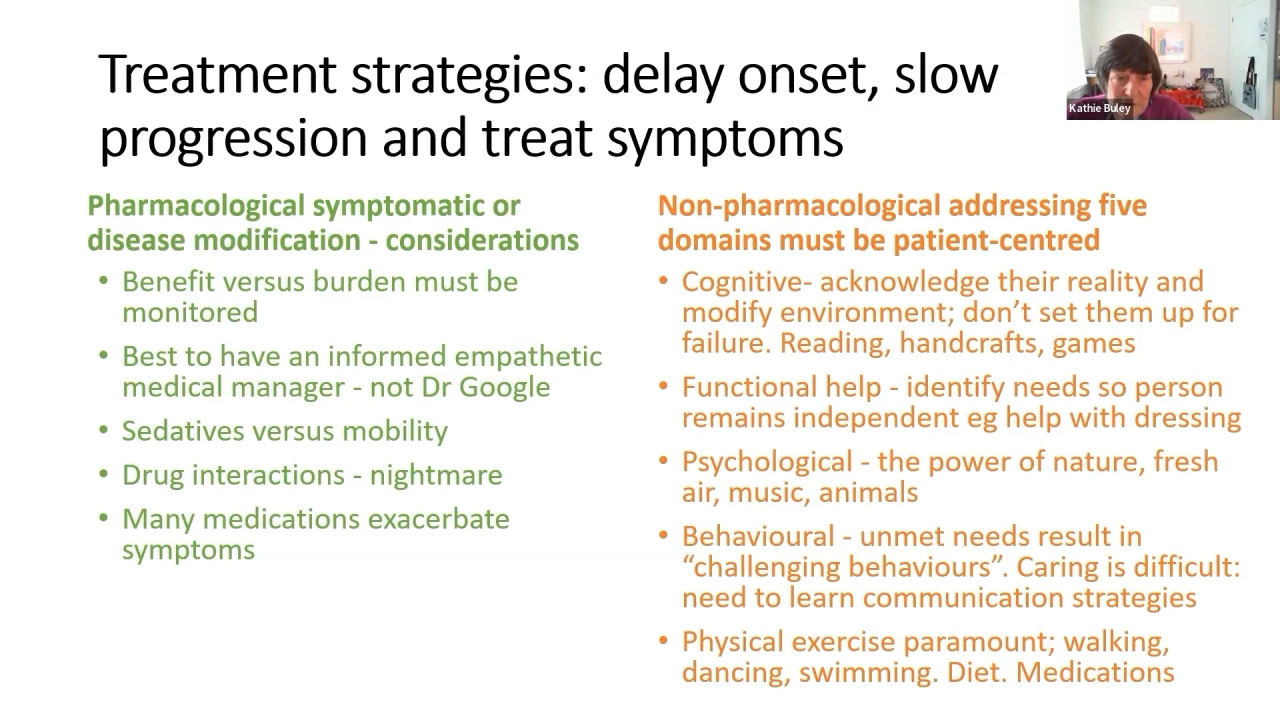 Treatment strategies: delay onset, slow
progression and treat symptoms
Kathie Buley
Pharmacological symptomatic or
disease modification - considerations
• Benefit versus burden must be
monitored
• Best to have an informed empathetic
medical manager - not Dr Google
• Sedatives versus mobility
• Drug interactions - nightmare
• Many medications exacerbate
symptoms
Non-pharmacological addressing five
domains must be patient-centred
• Cognitive- acknowledge their reality and
modify environment; don’t set them up for
failure. Reading, handcrafts, games
• Functional help - identify needs so person
remains independent eg help with dressing
• Psychological - the power of nature, fresh
air, music, animals
• Behavioural - unmet needs result in
“challenging behaviours”. Caring is difficult:
need to learn communication strategies
• Physical exercise paramount; walking,
dancing, swimming. Diet. Medications